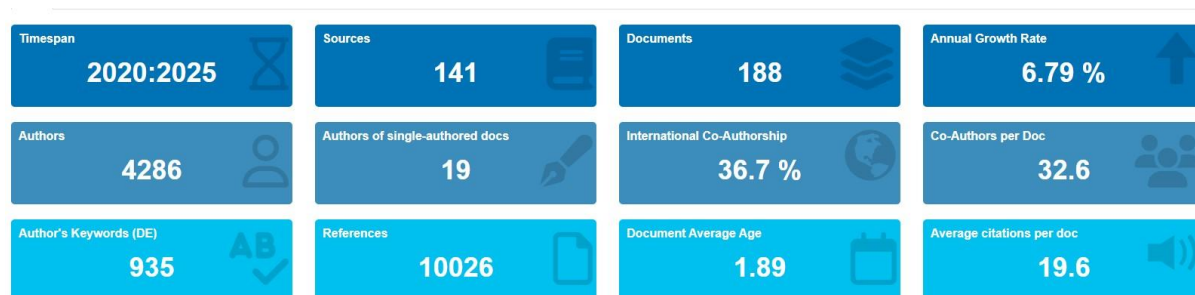 Timespan
2020:2025
Sources
141
Documents
188
Annual Growth Rate
6.79 %
Authors
4286
Authors of single-authored docs
19
International Co-Authorship
36.7 %
Co-Authors per Doc
32.6
Author's Keywords (DE)
935
AB
References
10026
Document Average Age
1.89
Average citations per doc
19.6